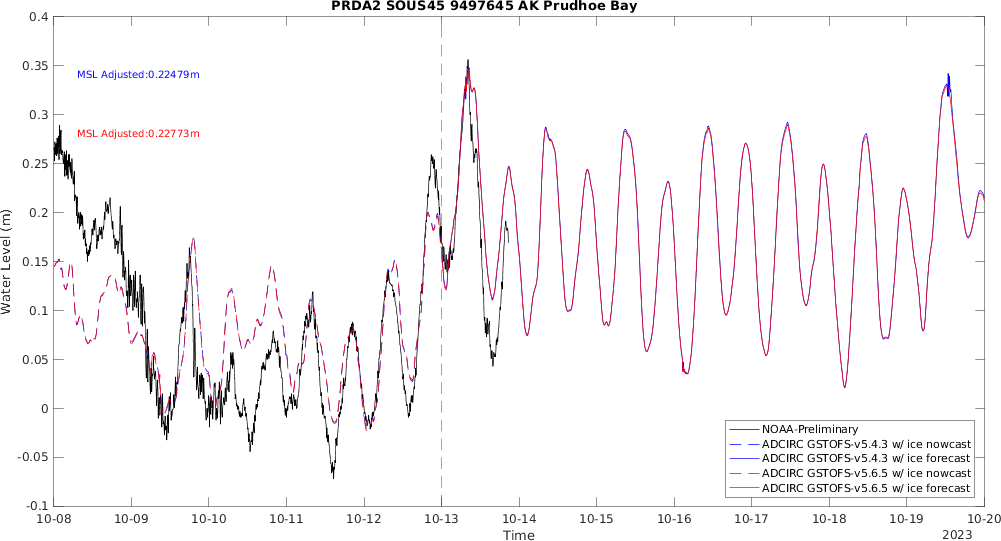 PRDA2 SOUS45 9497645 AK Prudhoe Bay
0.4
0.35
0.3
0.25
0.2
0.15
0.1
0.05
0
-0.05
-0.1
Water Level (m)
MSL Adjusted:0.22479m
MSL Adjusted:0.22773m
NOAA-Preliminary
ADCIRC GSTOFS-v5.4.3 w/ ice nowcast
ADCIRC GSTOFS-v5.4.3 w/ ice forecast
ADCIRC GSTOFS-v5.6.5 w/ ice nowcast
ADCIRC GSTOFS-v5.6.5 w/ ice forecast
10-08 10-09 10-10 10-11 10-12 10-13 10-14 10-15 10-16 10-17 10-18 10-19 10-20
Time
2023